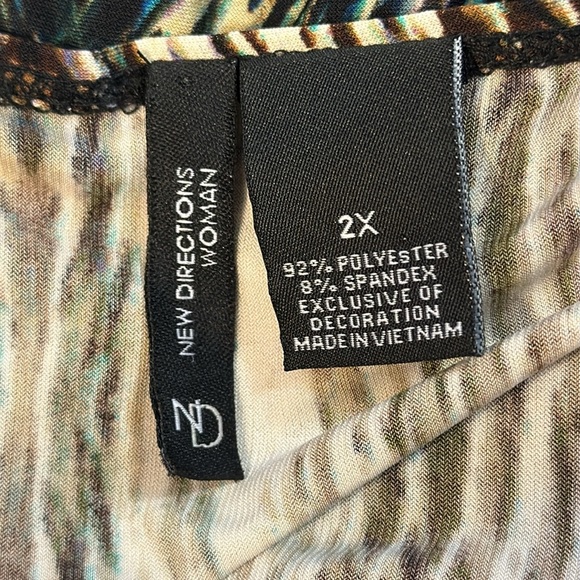 NEW DIRECTIONS
WOMAN
ND
2X
92% POLYESTER
8% SPANDEX
EXCLUSIVE OF
DECORATION
MADE IN VIETNAM